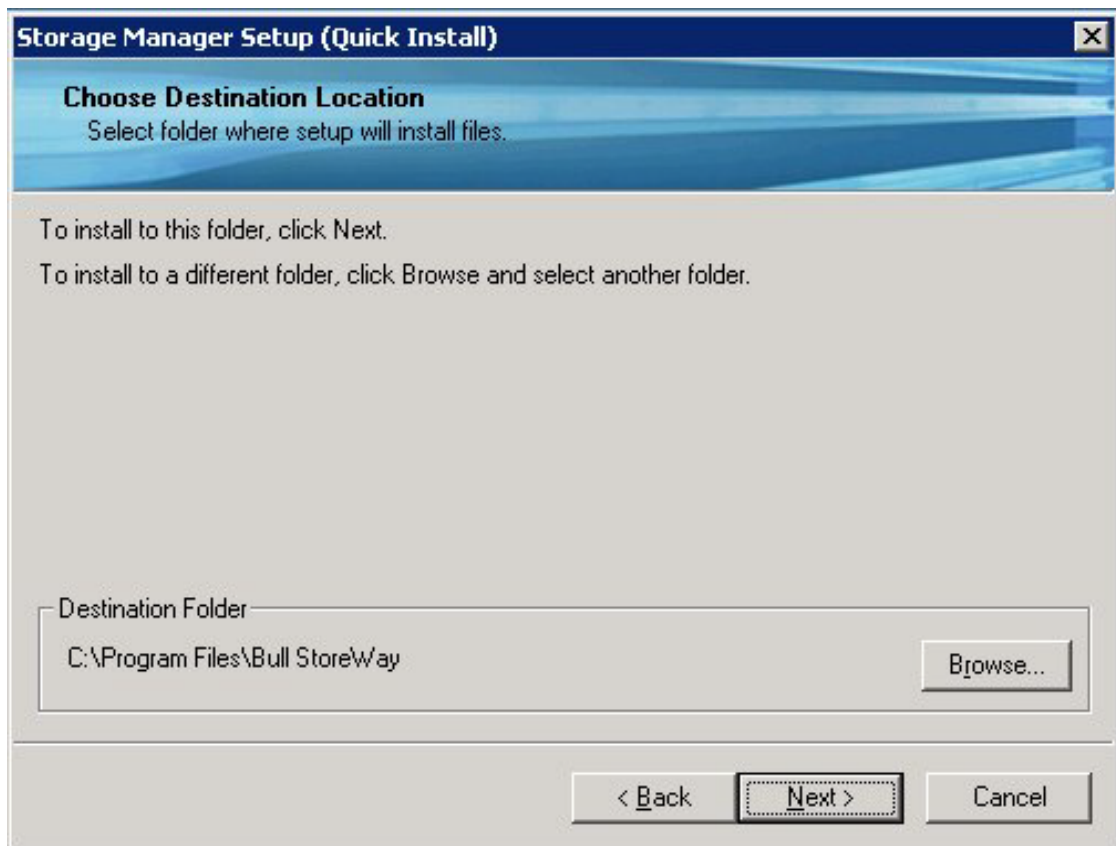 Storage Manager Setup (Quick Install)
Choose Destination Location
Select folder where setup will install files.
To install to this folder, click Next.
To install to a different folder, click Browse and select another folder.
Destination Folder
C:\Program Files\Bull StoreWay
Browse...
< Back
Next >
Cancel